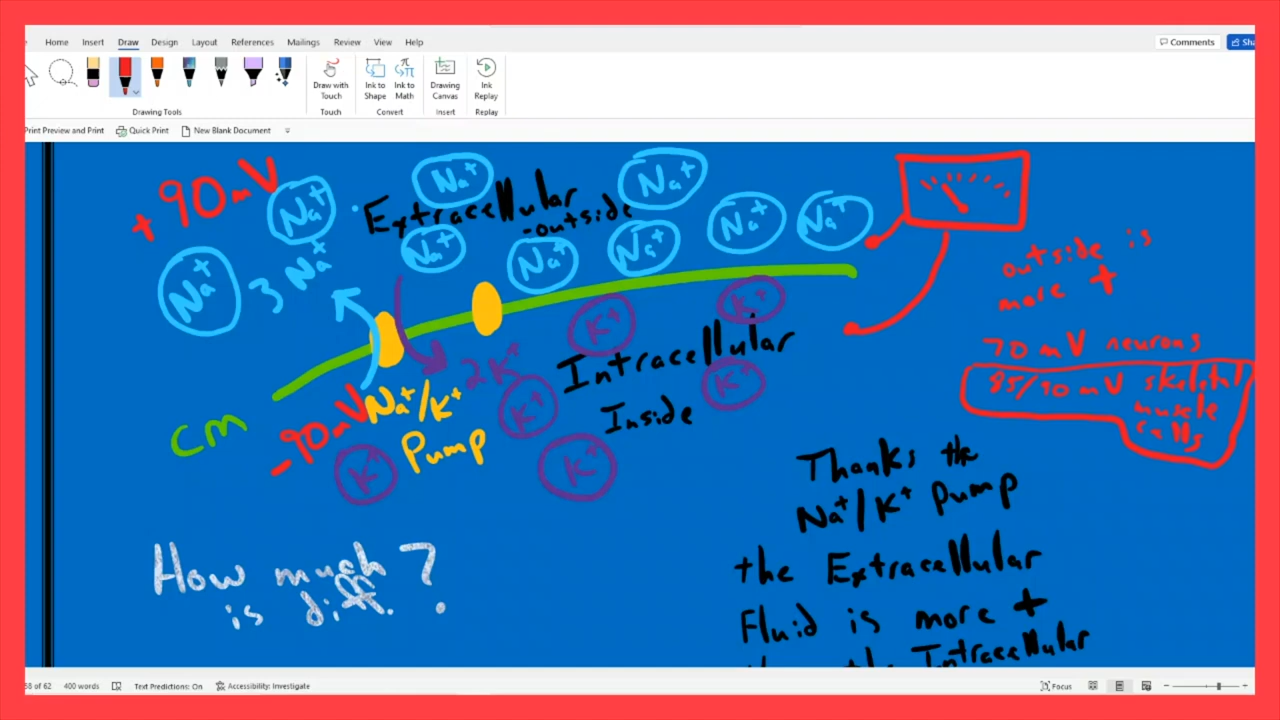 Home Insert Draw Design Layout References Mailings Review View Help
Comments
Draw with Touch
Ink to Shape
Ink to Math
Drawing Canvas
Ink Replay
Drawing Tools
Touch
Convert
Insert
Replay
Print Preview and Print
Quick Print
New Blank Document
+90mV
Na+
Na+
Na+
Extracellular
-outside
Na+
Na+
Na+
Na+
Na+
Na+
3 Na+
K+
K+
outside is
more +
Intracellular
Inside
2K+
K+
K+
70 mV neurons
85/90 mV skeletal
muscle
cells
cm
-90mV
Na+/K+
Pump
K+
K+
Thanks the
Na+/K+ Pump
the Extracellular
Fluid is more +
the Intracellular
How much ?
is diff.
of 62
400 words
Text Predictions: On
Accessibility: Investigate
Focus